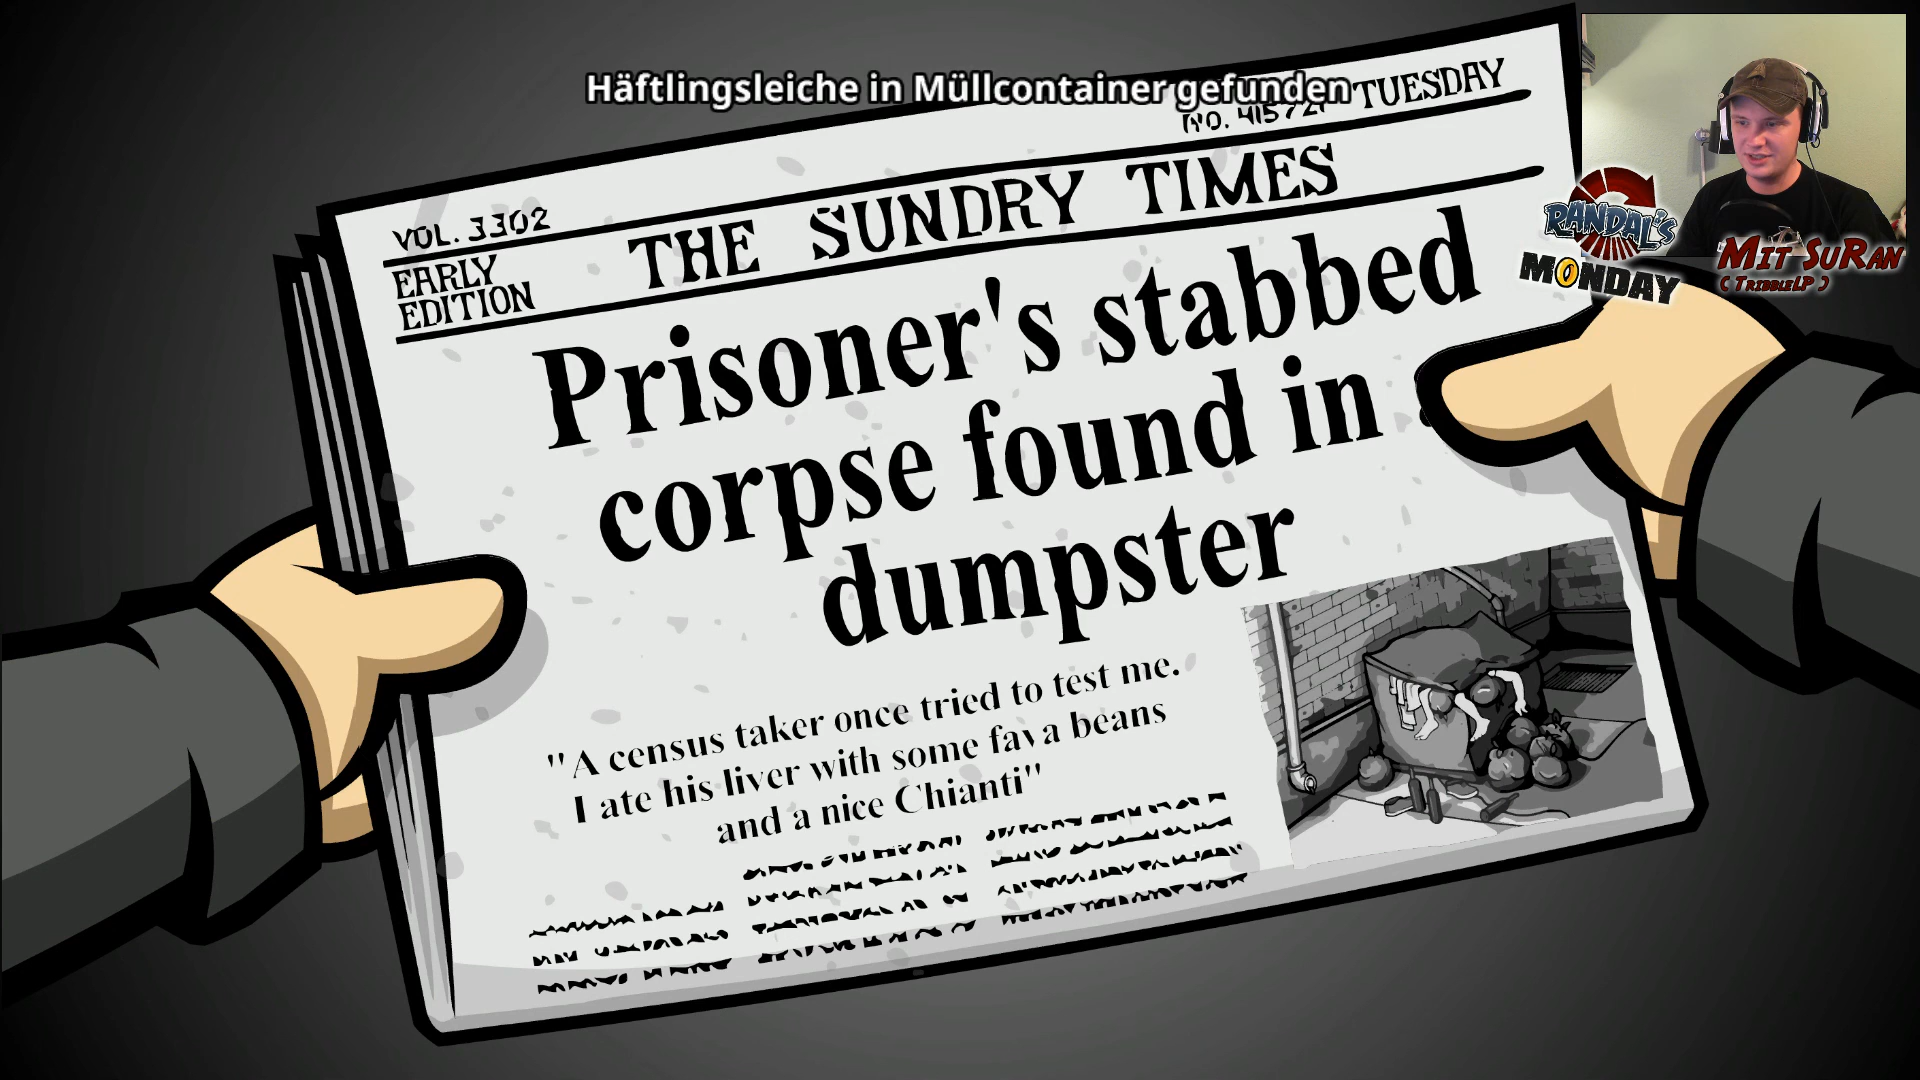 Häftlingsleiche in Müllcontainer gefunden
TUESDAY
VOL. 3302
EARLY
EDITION
THE SUNDRY TIMES
RANDAL'S
MONDAY
MIT SURAN
( TRIBBLELP )
Prisoner's stabbed
corpse found in
dumpster
"A census taker once tried to test me.
I ate his liver with some fava beans
and a nice Chianti"